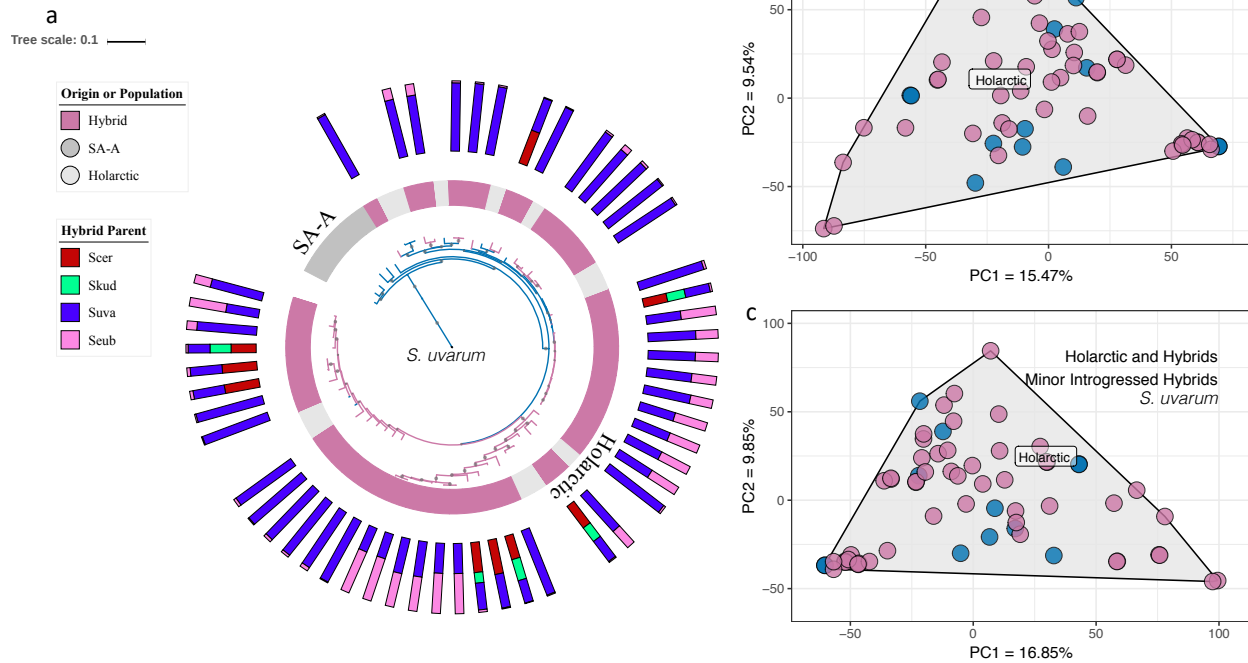 a
Tree scale: 0.1
Origin or Population
Hybrid
SA-A
Holarctic
Hybrid Parent
Scer
Skud
Suva
Seub
SA-A
Holarctic
S. uvarum
50
0
−50
PC2 = 9.54%
Holarctic
−100
−50
0
50
PC1 = 15.47%
c
100
50
0
−50
PC2 = 9.85%
Holarctic and Hybrids
Minor Introgressed Hybrids
S. uvarum
Holarctic
−50
0
50
100
PC1 = 16.85%